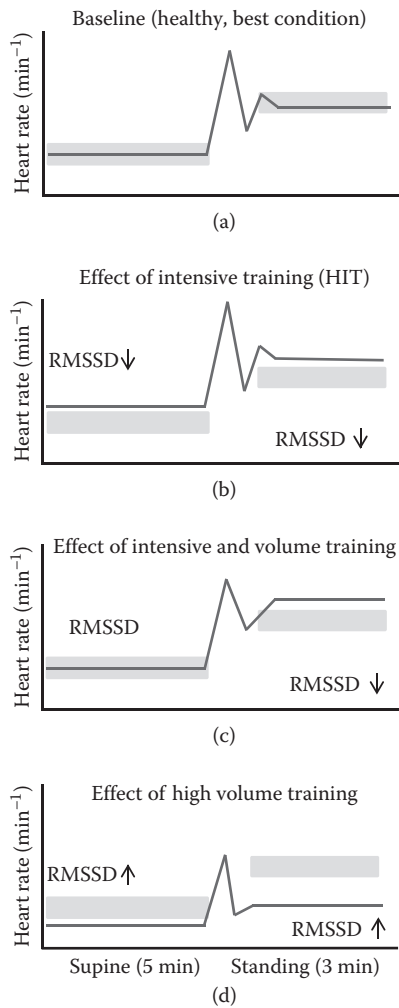 Baseline (healthy, best condition)
Heart rate (min⁻¹)
(a)
Effect of intensive training (HIT)
Heart rate (min⁻¹)
RMSSD ↓
RMSSD ↓
(b)
Effect of intensive and volume training
Heart rate (min⁻¹)
RMSSD
RMSSD ↓
(c)
Effect of high volume training
Heart rate (min⁻¹)
RMSSD ↑
RMSSD ↑
Supine (5 min) Standing (3 min)
(d)